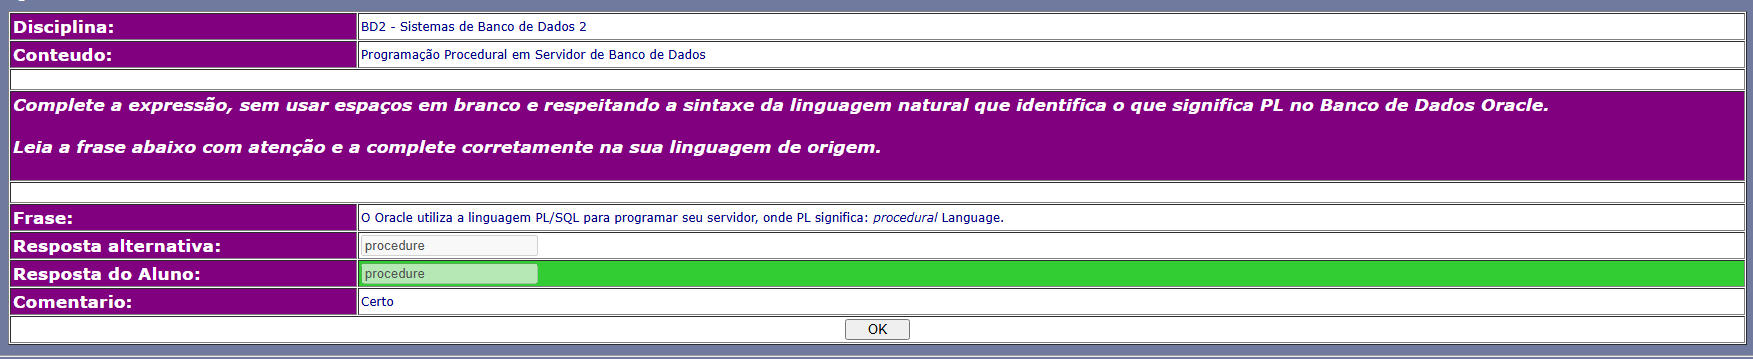 Disciplina: BD2 - Sistemas de Banco de Dados 2
Conteudo: Programação Procedural em Servidor de Banco de Dados
Complete a expressão, sem usar espaços em branco e respeitando a sintaxe da linguagem natural que identifica o que significa PL no Banco de Dados Oracle.
Leia a frase abaixo com atenção e a complete corretamente na sua linguagem de origem.
Frase: O Oracle utiliza a linguagem PL/SQL para programar seu servidor, onde PL significa: procedural Language.
Resposta alternativa: procedure
Resposta do Aluno: procedure
Comentario: Certo
OK